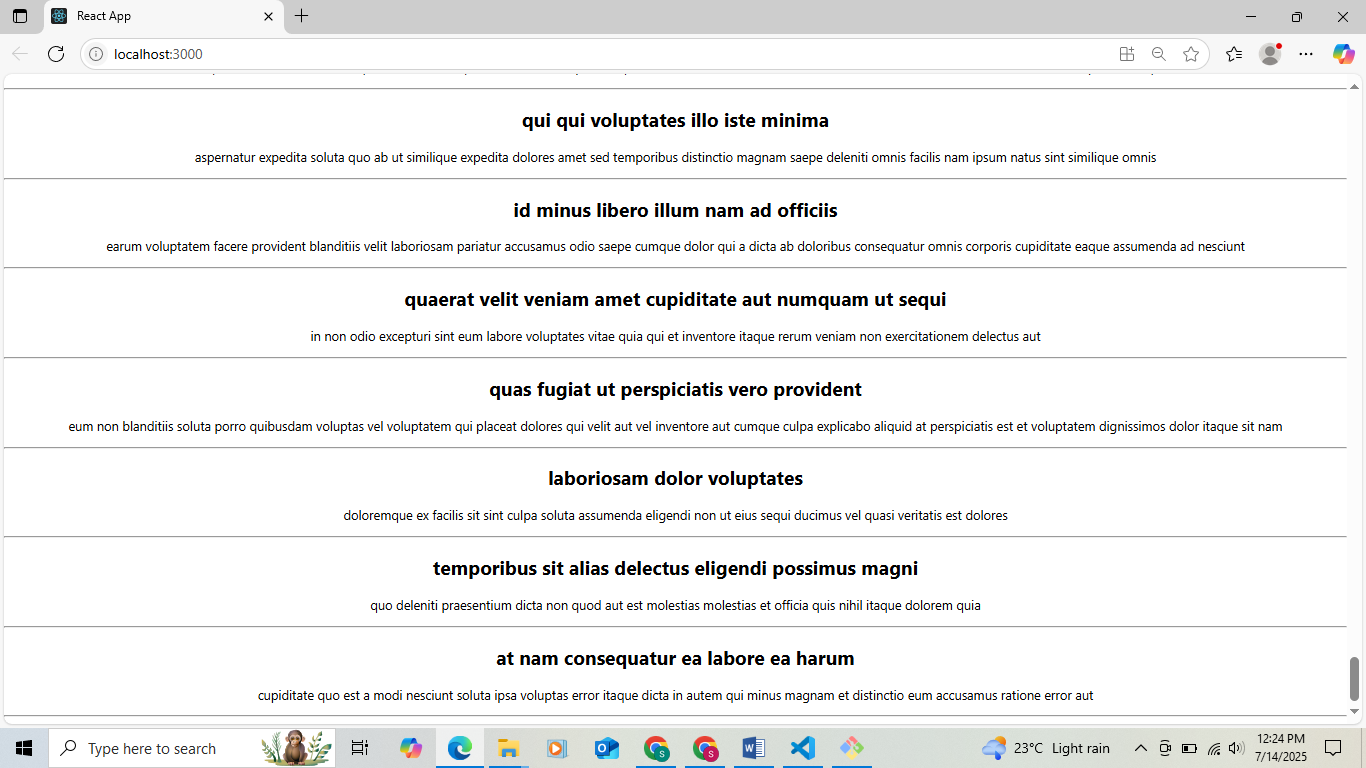 React App
localhost:3000
qui qui voluptates illo iste minima
aspernatur expedita soluta quo ab ut similique expedita dolores amet sed temporibus distinctio magnam saepe deleniti omnis facilis nam ipsum natus sint similique omnis
id minus libero illum nam ad officiis
earum voluptatem facere provident blanditiis velit laboriosam pariatur accusamus odio saepe cumque dolor qui a dicta ab doloribus consequatur omnis corporis cupiditate eaque assumenda ad nesciunt
quaerat velit veniam amet cupiditate aut numquam ut sequi
in non odio excepturi sint eum labore voluptates vitae quia qui et inventore itaque rerum veniam non exercitationem delectus aut
quas fugiat ut perspiciatis vero provident
eum non blanditiis soluta porro quibusdam voluptas vel voluptatem qui placeat dolores qui velit aut vel inventore aut cumque culpa explicabo aliquid at perspiciatis est et voluptatem dignissimos dolor itaque sit nam
laboriosam dolor voluptates
doloremque ex facilis sit sint culpa soluta assumenda eligendi non ut eius sequi ducimus vel quasi veritatis est dolores
temporibus sit alias delectus eligendi possimus magni
quo deleniti praesentium dicta non quod aut est molestias molestias et officia quis nihil itaque dolorem quia
at nam consequatur ea labore ea harum
cupiditate quo est a modi nesciunt soluta ipsa voluptas error itaque dicta in autem qui minus magnam et distinctio eum accusamus ratione error aut
Type here to search
23°C Light rain
12:24 PM
7/14/2025